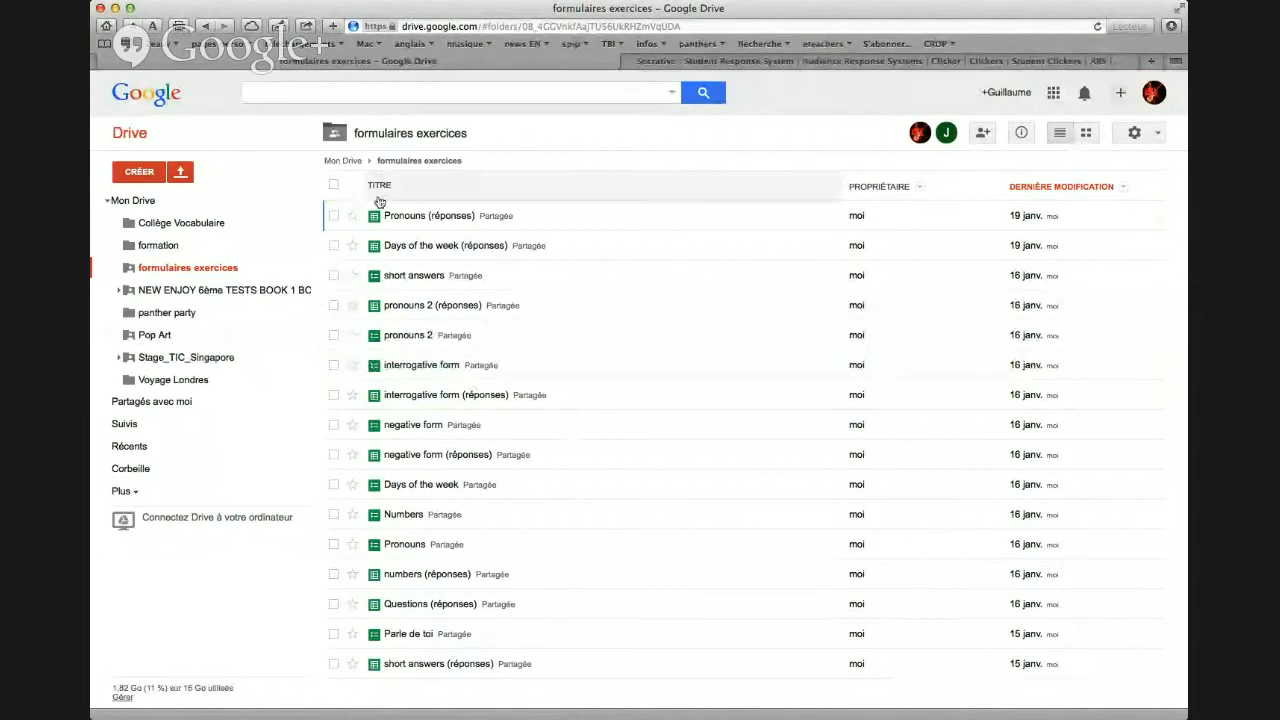 formulaires exercices – Google Drive
https drive.google.com/#folders/0B_4GGVnkfAajTU56UkRHZmVqUDA
Lecteur
pages perso Mac anglais musique news EN spip TBI infos panthers Recherche eteachers S'abonner... CRDP
formulaires exercices – Google Drive
Socrative : Student Response System | Audience Response Systems | Clicker | Clickers | Student Clickers | ARS
Google+
Google
+Guillaume
Drive
formulaires exercices
J
Mon Drive formulaires exercices
CRÉER
TITRE PROPRIÉTAIRE DERNIÈRE MODIFICATION
Mon Drive
Collège Vocabulaire
formation
formulaires exercices
NEW ENJOY 6ème TESTS BOOK 1 BO
panther party
Pop Art
Stage_TIC_Singapore
Voyage Londres
Partagés avec moi
Suivis
Récents
Corbeille
Plus
Connectez Drive à votre ordinateur
Pronouns (réponses) Partagée moi 19 janv. moi
Days of the week (réponses) Partagée moi 19 janv. moi
short answers Partagée moi 16 janv. moi
pronouns 2 (réponses) Partagée moi 16 janv. moi
pronouns 2 Partagée moi 16 janv. moi
interrogative form Partagée moi 16 janv. moi
interrogative form (réponses) Partagée moi 16 janv. moi
negative form Partagée moi 16 janv. moi
negative form (réponses) Partagée moi 16 janv. moi
Days of the week Partagée moi 16 janv. moi
Numbers Partagée moi 16 janv. moi
Pronouns Partagée moi 16 janv. moi
numbers (réponses) Partagée moi 16 janv. moi
Questions (réponses) Partagée moi 16 janv. moi
Parle de toi Partagée moi 15 janv. moi
short answers (réponses) Partagée moi 15 janv. moi
1,82 Go (11 %) sur 16 Go utilisés
Gérer